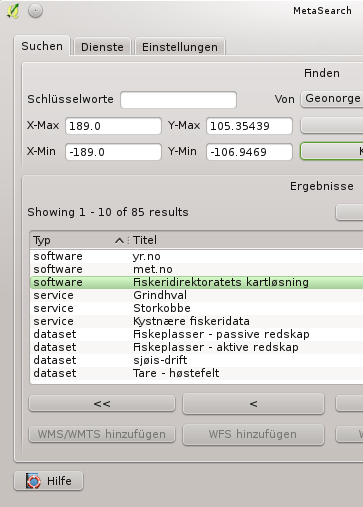 MetaSearch
Suchen Dienste Einstellungen
Finden
Schlüsselworte Von Geonorge
X-Max 189.0 Y-Max 105.35439
X-Min -189.0 Y-Min -106.9469
Ergebnisse
Showing 1 - 10 of 85 results
Typ Titel
software yr.no
software met.no
software Fiskeridirektoratets kartløsning
service Grindhval
service Storkobbe
service Kystnære fiskeridata
dataset Fiskeplasser - passive redskap
dataset Fiskeplasser - aktive redskap
dataset sjøis-drift
dataset Tare - høstefelt
<< <
WMS/WMTS hinzufügen WFS hinzufügen
Hilfe